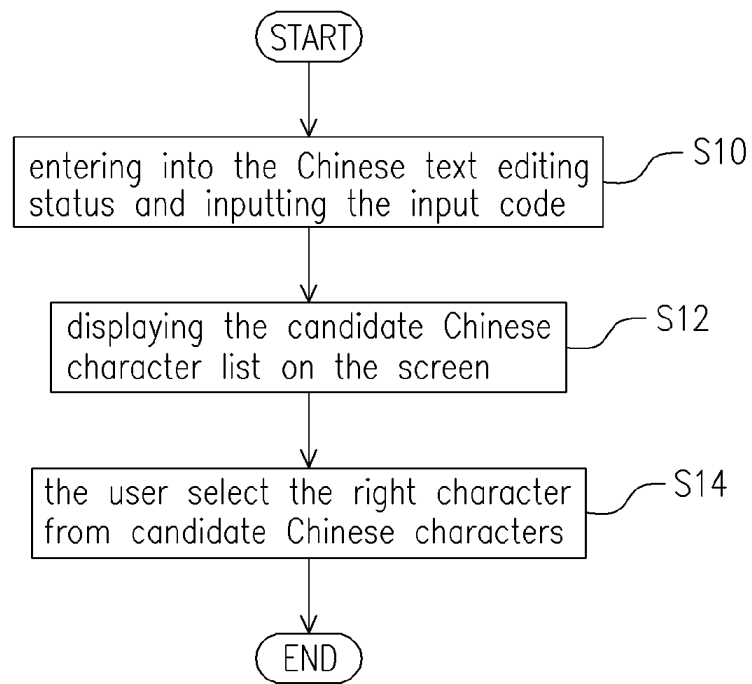 START
entering into the Chinese text editing
status and inputting the input code
S10
displaying the candidate Chinese
character list on the screen
S12
the user select the right character
from candidate Chinese characters
S14
END